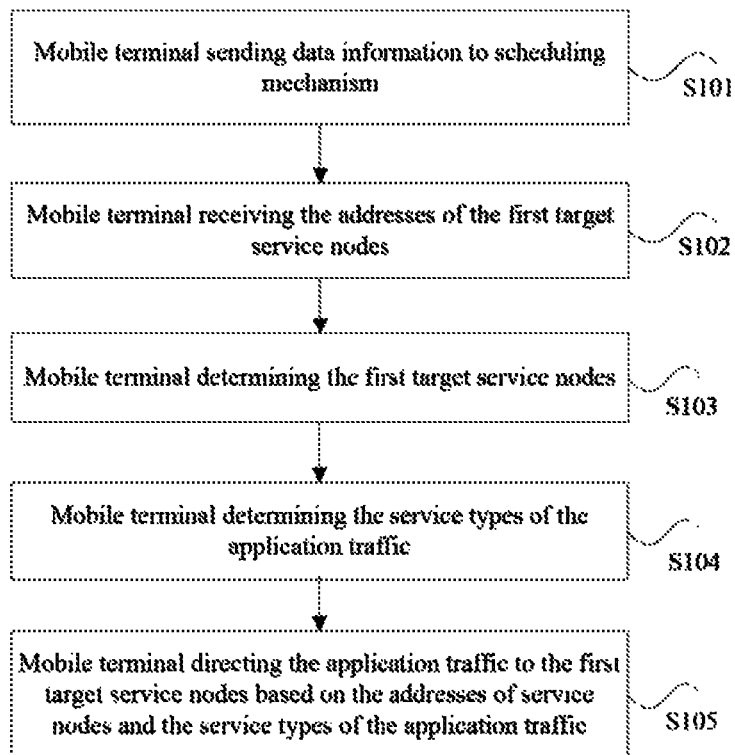 Mobile terminal sending data information to scheduling
mechanism
S101
Mobile terminal receiving the addresses of the first target
service nodes
S102
Mobile terminal determining the first target service nodes
S103
Mobile terminal determining the service types of the
application traffic
S104
Mobile terminal directing the application traffic to the first
target service nodes based on the addresses of service
nodes and the service types of the application traffic
S105